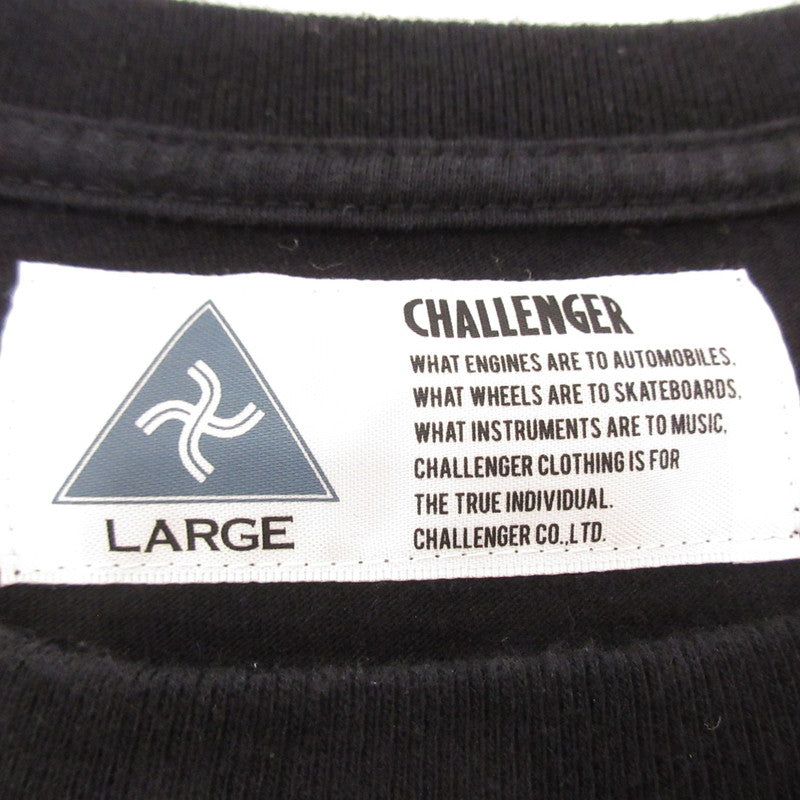 CHALLENGER
WHAT ENGINES ARE TO AUTOMOBILES.
WHAT WHEELS ARE TO SKATEBOARDS.
WHAT INSTRUMENTS ARE TO MUSIC.
CHALLENGER CLOTHING IS FOR
THE TRUE INDIVIDUAL.
CHALLENGER CO.,LTD.
LARGE